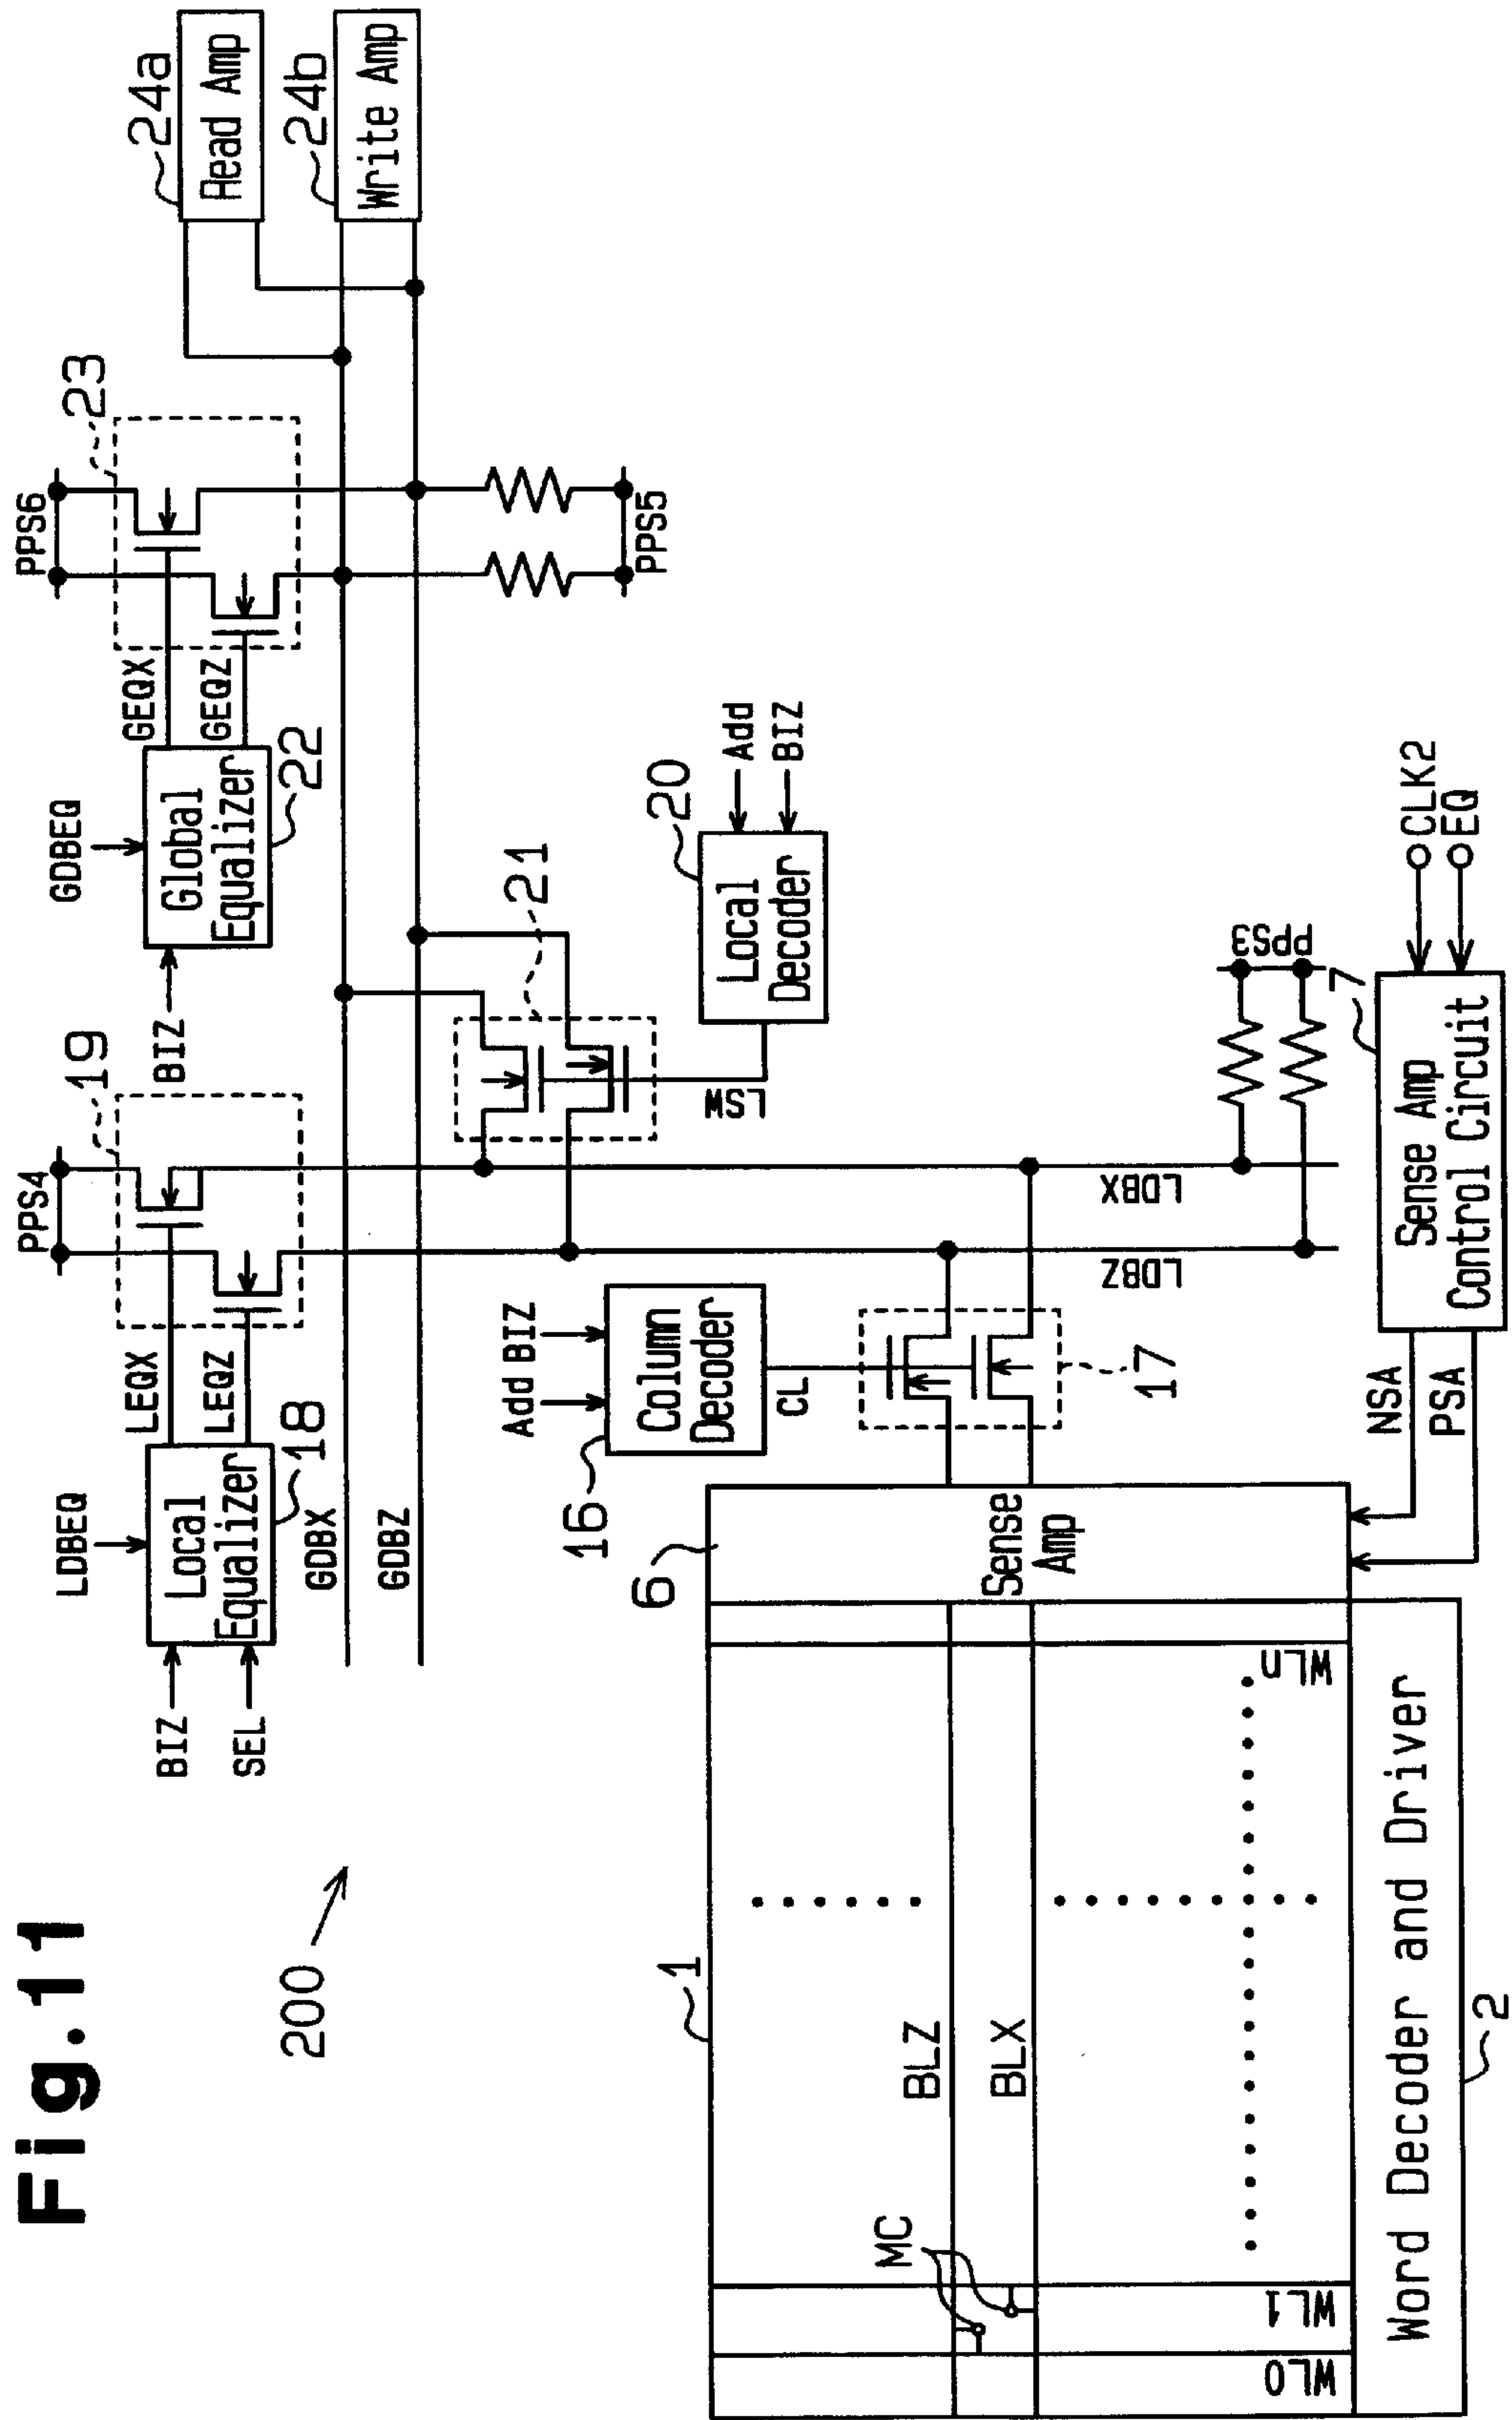 Fig.11
200
LDBEQ
BIZ
SEL
Local
Equalizer
18
LEQX
LEQZ
PPS4
19
GDBX
GDBZ
GDBEQ
BIZ
Global
Equalizer
22
GEQX
GEQZ
PPS6
23
PPS5
24a
Read Amp
24b
Write Amp
21
LSW
20
Local
Decoder
Add
BIZ
Add BIZ
16
Column
Decoder
CL
17
LDBZ
LDBX
PPS3
1
BLZ
BLX
MC
WL0
WL1
WLn
6
Sense
Amp
Word Decoder and Driver
2
NSA
PSA
7
Sense Amp
Control Circuit
CLK2
EQ